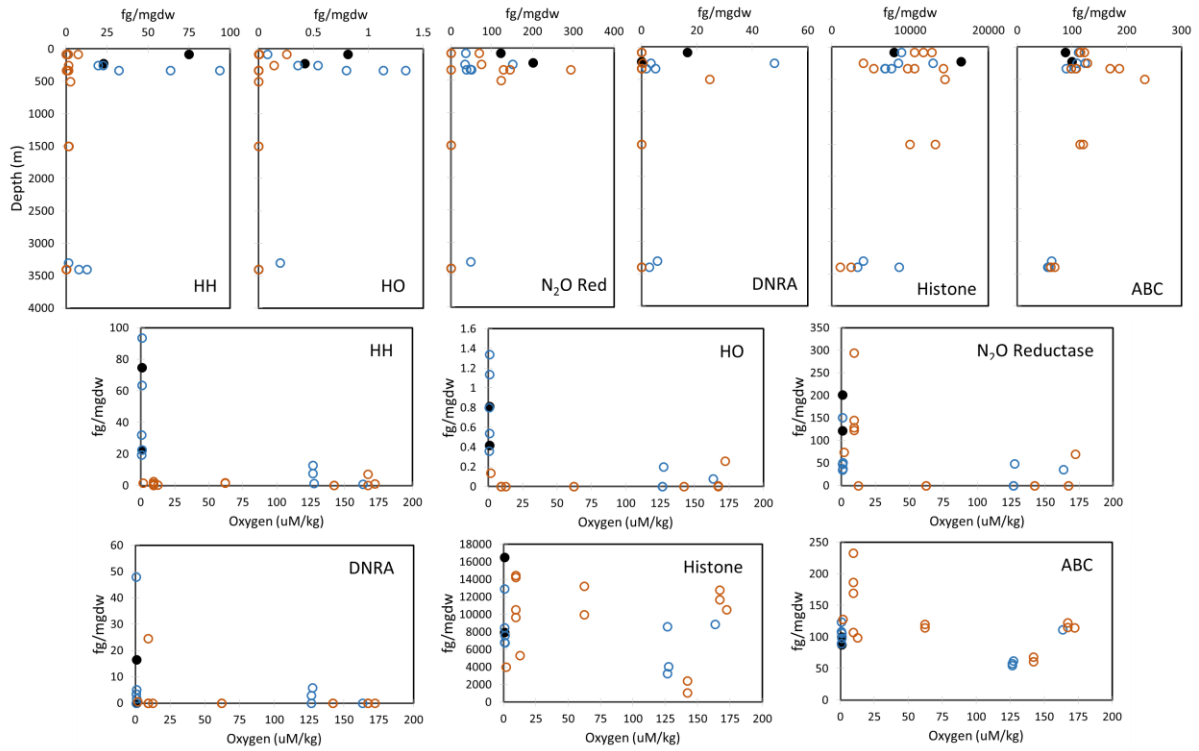 fg/mgdw fg/mgdw fg/mgdw fg/mgdw fg/mgdw fg/mgdw
0 25 50 75 100 0 0.5 1 1.5 0 100 200 300 400 0 20 40 60 0 10000 20000 0 100 200 300
0
500
1000
1500
2000
2500
3000
3500
4000
Depth (m)
HH HO N₂O Red DNRA Histone ABC
HH
100
80
60
40
20
0
fg/mgdw
0 25 50 75 100 125 150 175 200
Oxygen (uM/kg)
HO
1.6
1.4
1.2
1
0.8
0.6
0.4
0.2
0
fg/mgdw
0 25 50 75 100 125 150 175 200
Oxygen (uM/kg)
N₂O Reductase
350
300
250
200
150
100
50
0
fg/mgdw
0 25 50 75 100 125 150 175 200
Oxygen (uM/kg)
DNRA
60
50
40
30
20
10
0
fg/mgdw
0 25 50 75 100 125 150 175 200
Oxygen (uM/kg)
Histone
18000
16000
14000
12000
10000
8000
6000
4000
2000
0
fg/mgdw
0 25 50 75 100 125 150 175 200
Oxygen (uM/kg)
ABC
250
200
150
100
50
0
fg/mgdw
0 25 50 75 100 125 150 175 200
Oxygen (uM/kg)